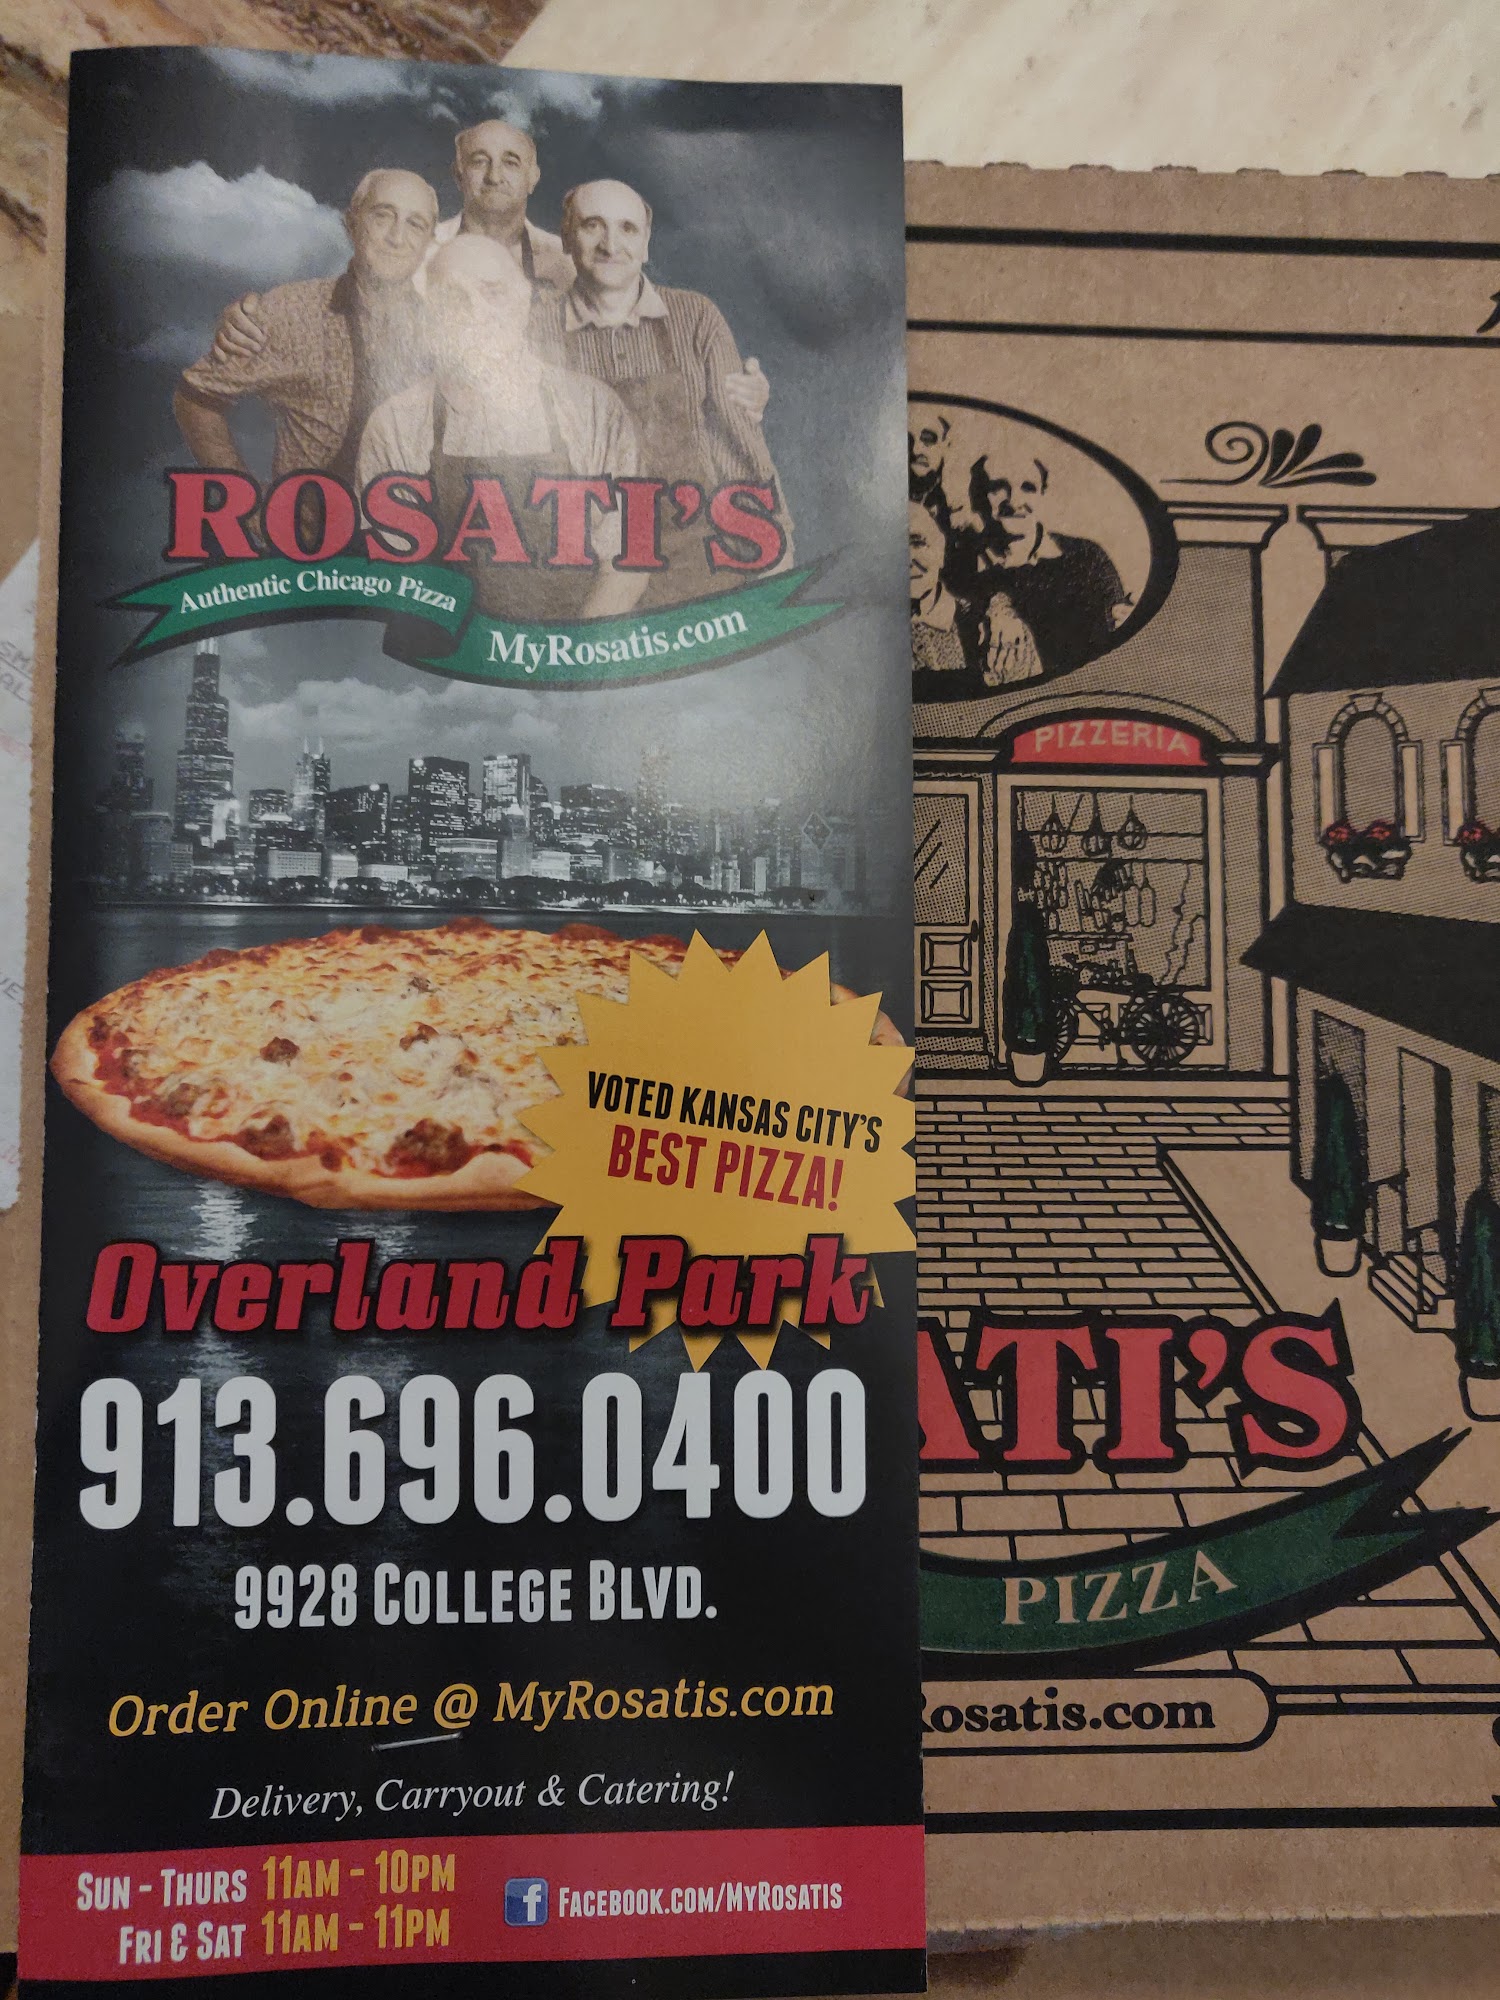 ROSATI'S
Authentic Chicago Pizza
MyRosatis.com
VOTED KANSAS CITY'S
BEST PIZZA!
Overland Park
913.696.0400
9928 COLLEGE BLVD.
Order Online @ MyRosatis.com
Delivery, Carryout & Catering!
SUN - THURS 11AM - 10PM
FRI & SAT 11AM - 11PM
FACEBOOK.COM/MYROSATIS
PIZZERIA
ATI'S
PIZZA
osatis.com